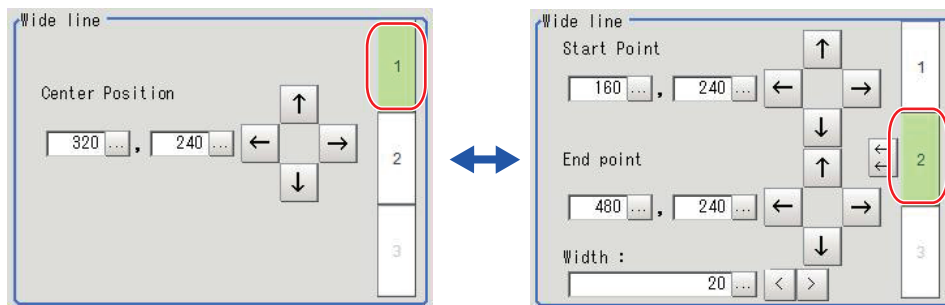 Wide line
1
Center Position
320 ... , 240 ... ← ↑ → ↓
2
3
Wide line
Start Point
1
160 ... , 240 ... ← ↑ → ↓
End point
← ← 2
480 ... , 240 ... ← ↑ → ↓
3
Width :
20 ... < >